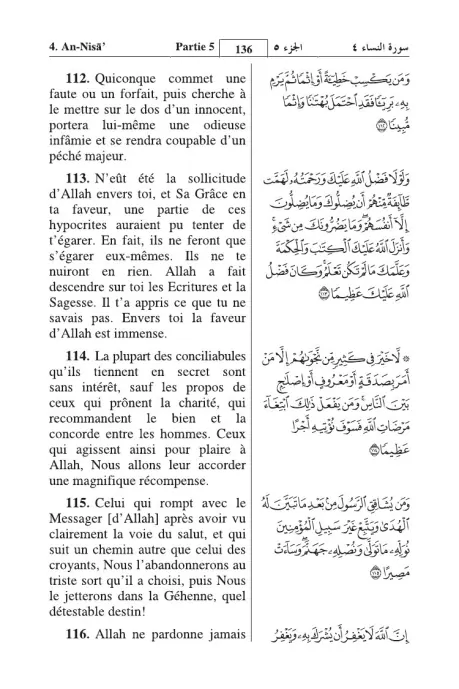 4. An-Nisā’ Partie 5 136 الجزء ٥ سورة النساء ٤
112. Quiconque commet une
faute ou un forfait, puis cherche à
le mettre sur le dos d’un innocent,
portera lui-même une odieuse
infâmie et se rendra coupable d’un
péché majeur.
113. N’eût été la sollicitude
d’Allah envers toi, et Sa Grâce en
ta faveur, une partie de ces
hypocrites auraient pu tenter de
t’égarer. En fait, ils ne feront que
s’égarer eux-mêmes. Ils ne te
nuiront en rien. Allah a fait
descendre sur toi les Ecritures et la
Sagesse. Il t’a appris ce que tu ne
savais pas. Envers toi la faveur
d’Allah est immense.
114. La plupart des conciliabules
qu’ils tiennent en secret sont
sans intérêt, sauf les propos de
ceux qui prônent la charité, qui
recommandent le bien et la
concorde entre les hommes. Ceux
qui agissent ainsi pour plaire à
Allah, Nous allons leur accorder
une magnifique récompense.
115. Celui qui rompt avec le
Messager [d’Allah] après avoir vu
clairement la voie du salut, et qui
suit un chemin autre que celui des
croyants, Nous l’abandonnerons au
triste sort qu’il a choisi, puis Nous
le jetterons dans la Géhenne, quel
détestable destin!
116. Allah ne pardonne jamais
وَمَن يَكْسِبْ خَطِيٓـَٔةً أَوْ إِثْمًا ثُمَّ يَرْمِ
بِهِۦ بَرِيٓـًٔا فَقَدِ ٱحْتَمَلَ بُهْتَٰنًا وَإِثْمًا
مُّبِينًا ١١٢
وَلَوْلَا فَضْلُ ٱللَّهِ عَلَيْكَ وَرَحْمَتُهُۥ لَهَمَّت
طَّآئِفَةٌ مِّنْهُمْ أَن يُضِلُّوكَ وَمَا يُضِلُّونَ
إِلَّآ أَنفُسَهُمْ ۖ وَمَا يَضُرُّونَكَ مِن شَىْءٍ ۚ
وَأَنزَلَ ٱللَّهُ عَلَيْكَ ٱلْكِتَٰبَ وَٱلْحِكْمَةَ
وَعَلَّمَكَ مَا لَمْ تَكُن تَعْلَمُ ۚ وَكَانَ فَضْلُ
ٱللَّهِ عَلَيْكَ عَظِيمًا ١١٣
۞ لَّا خَيْرَ فِى كَثِيرٍ مِّن نَّجْوَىٰهُمْ إِلَّا مَنْ
أَمَرَ بِصَدَقَةٍ أَوْ مَعْرُوفٍ أَوْ إِصْلَٰحٍۭ
بَيْنَ ٱلنَّاسِ ۚ وَمَن يَفْعَلْ ذَٰلِكَ ٱبْتِغَآءَ
مَرْضَاتِ ٱللَّهِ فَسَوْفَ نُؤْتِيهِ أَجْرًا
عَظِيمًا ١١٤
وَمَن يُشَاقِقِ ٱلرَّسُولَ مِنۢ بَعْدِ مَا تَبَيَّنَ لَهُ
ٱلْهُدَىٰ وَيَتَّبِعْ غَيْرَ سَبِيلِ ٱلْمُؤْمِنِينَ
نُوَلِّهِۦ مَا تَوَلَّىٰ وَنُصْلِهِۦ جَهَنَّمَ ۖ وَسَآءَتْ
مَصِيرًا ١١٥
إِنَّ ٱللَّهَ لَا يَغْفِرُ أَن يُشْرَكَ بِهِۦ وَيَغْفِرُ